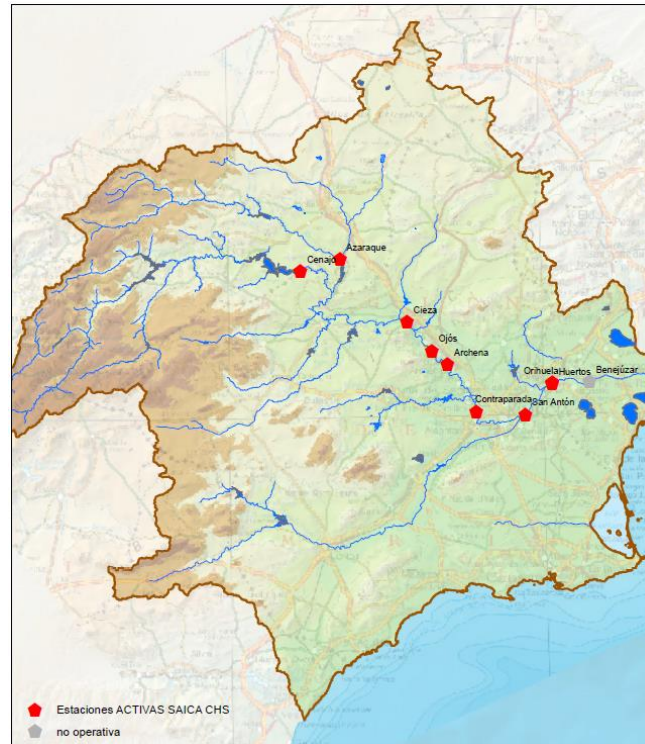 Azaraque
Cenajo
Cieza
Ojós
Archena
Orihuela
Huertos
Benejúzar
Contraparada
San Antón
Estaciones ACTIVAS SAICA CHS
no operativa